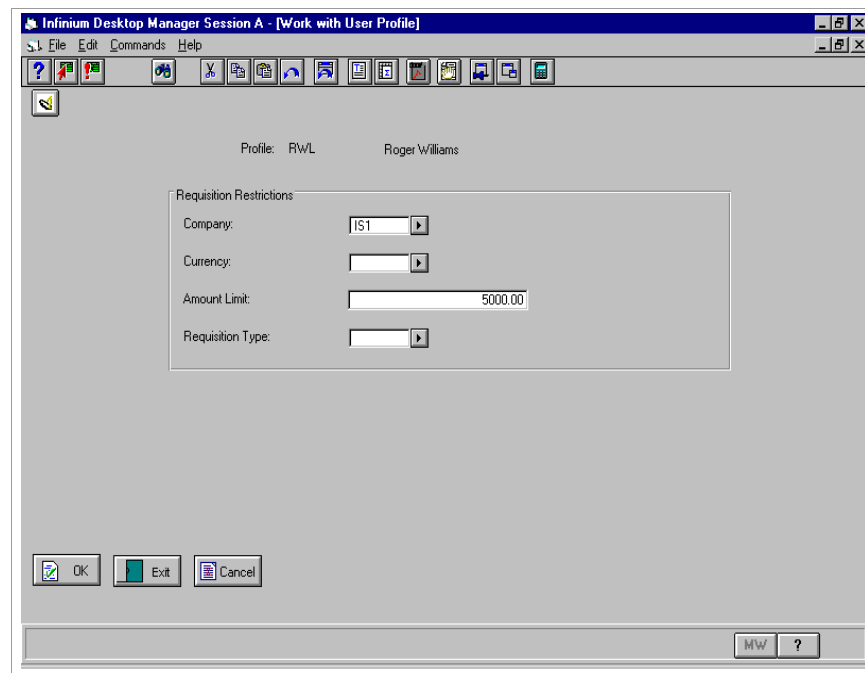 Infinium Desktop Manager Session A - [Work with User Profile]
File Edit Commands Help
Profile: RWL Roger Williams
Requisition Restrictions
Company: IS1
Currency:
Amount Limit: 5000.00
Requisition Type:
OK Exit Cancel
MW ?